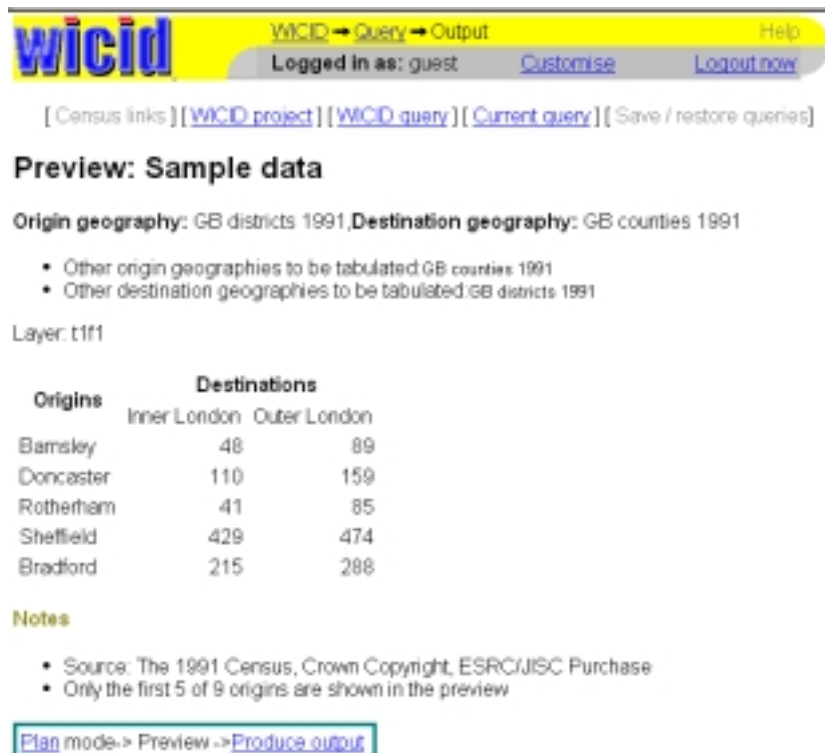 wicid
WICID → Query → Output Help
Logged in as: guest Customise Logout now
[ Census links ] [ WICID project ] [ WICID query ] [ Current query ] [ Save / restore queries]
Preview: Sample data
Origin geography: GB districts 1991,Destination geography: GB counties 1991
• Other origin geographies to be tabulated:GB counties 1991
• Other destination geographies to be tabulated:GB districts 1991
Layer: t1f1
Origins Destinations
Inner London Outer London
Barnsley 48 89
Doncaster 110 159
Rotherham 41 85
Sheffield 429 474
Bradford 215 288
Notes
• Source: The 1991 Census, Crown Copyright, ESRC/JISC Purchase
• Only the first 5 of 9 origins are shown in the preview
Plan mode-> Preview ->Produce output